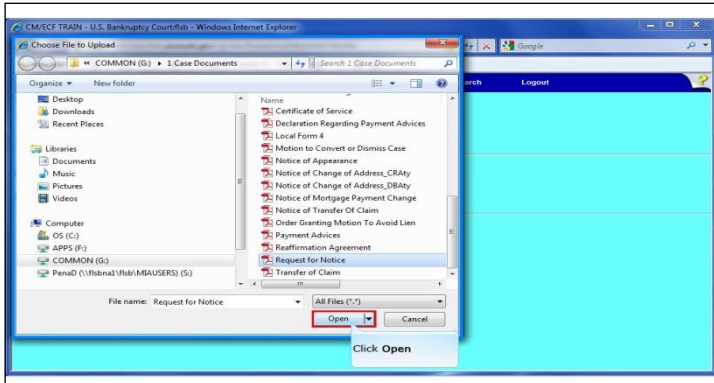 CM/ECF TRAIN - U.S. Bankruptcy Court:flsb - Windows Internet Explorer
Choose File to Upload
Google
COMMON (G:) 1 Case Documents
Search 1 Case Documents
Organize New folder
arch Logout
Desktop
Downloads
Recent Places
Libraries
Documents
Music
Pictures
Videos
Computer
OS (C:)
APPS (F:)
COMMON (G:)
PenaD (\\flsbna1\flsb\MIAUSERS) (S:)
Name
Certificate of Service
Declaration Regarding Payment Advices
Local Form 4
Motion to Convert or Dismiss Case
Notice of Appearance
Notice of Change of Address_CRAty
Notice of Change of Address_DBAty
Notice of Mortgage Payment Change
Notice of Transfer Of Claim
Order Granting Motion To Avoid Lien
Payment Advices
Reaffirmation Agreement
Request for Notice
Transfer of Claim
File name: Request for Notice All Files (*.*)
Open Cancel
Click Open